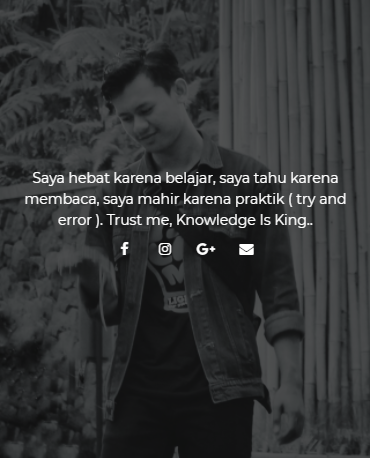 Saya hebat karena belajar, saya tahu karena
membaca, saya mahir karena praktik ( try and
error ). Trust me, Knowledge Is King..